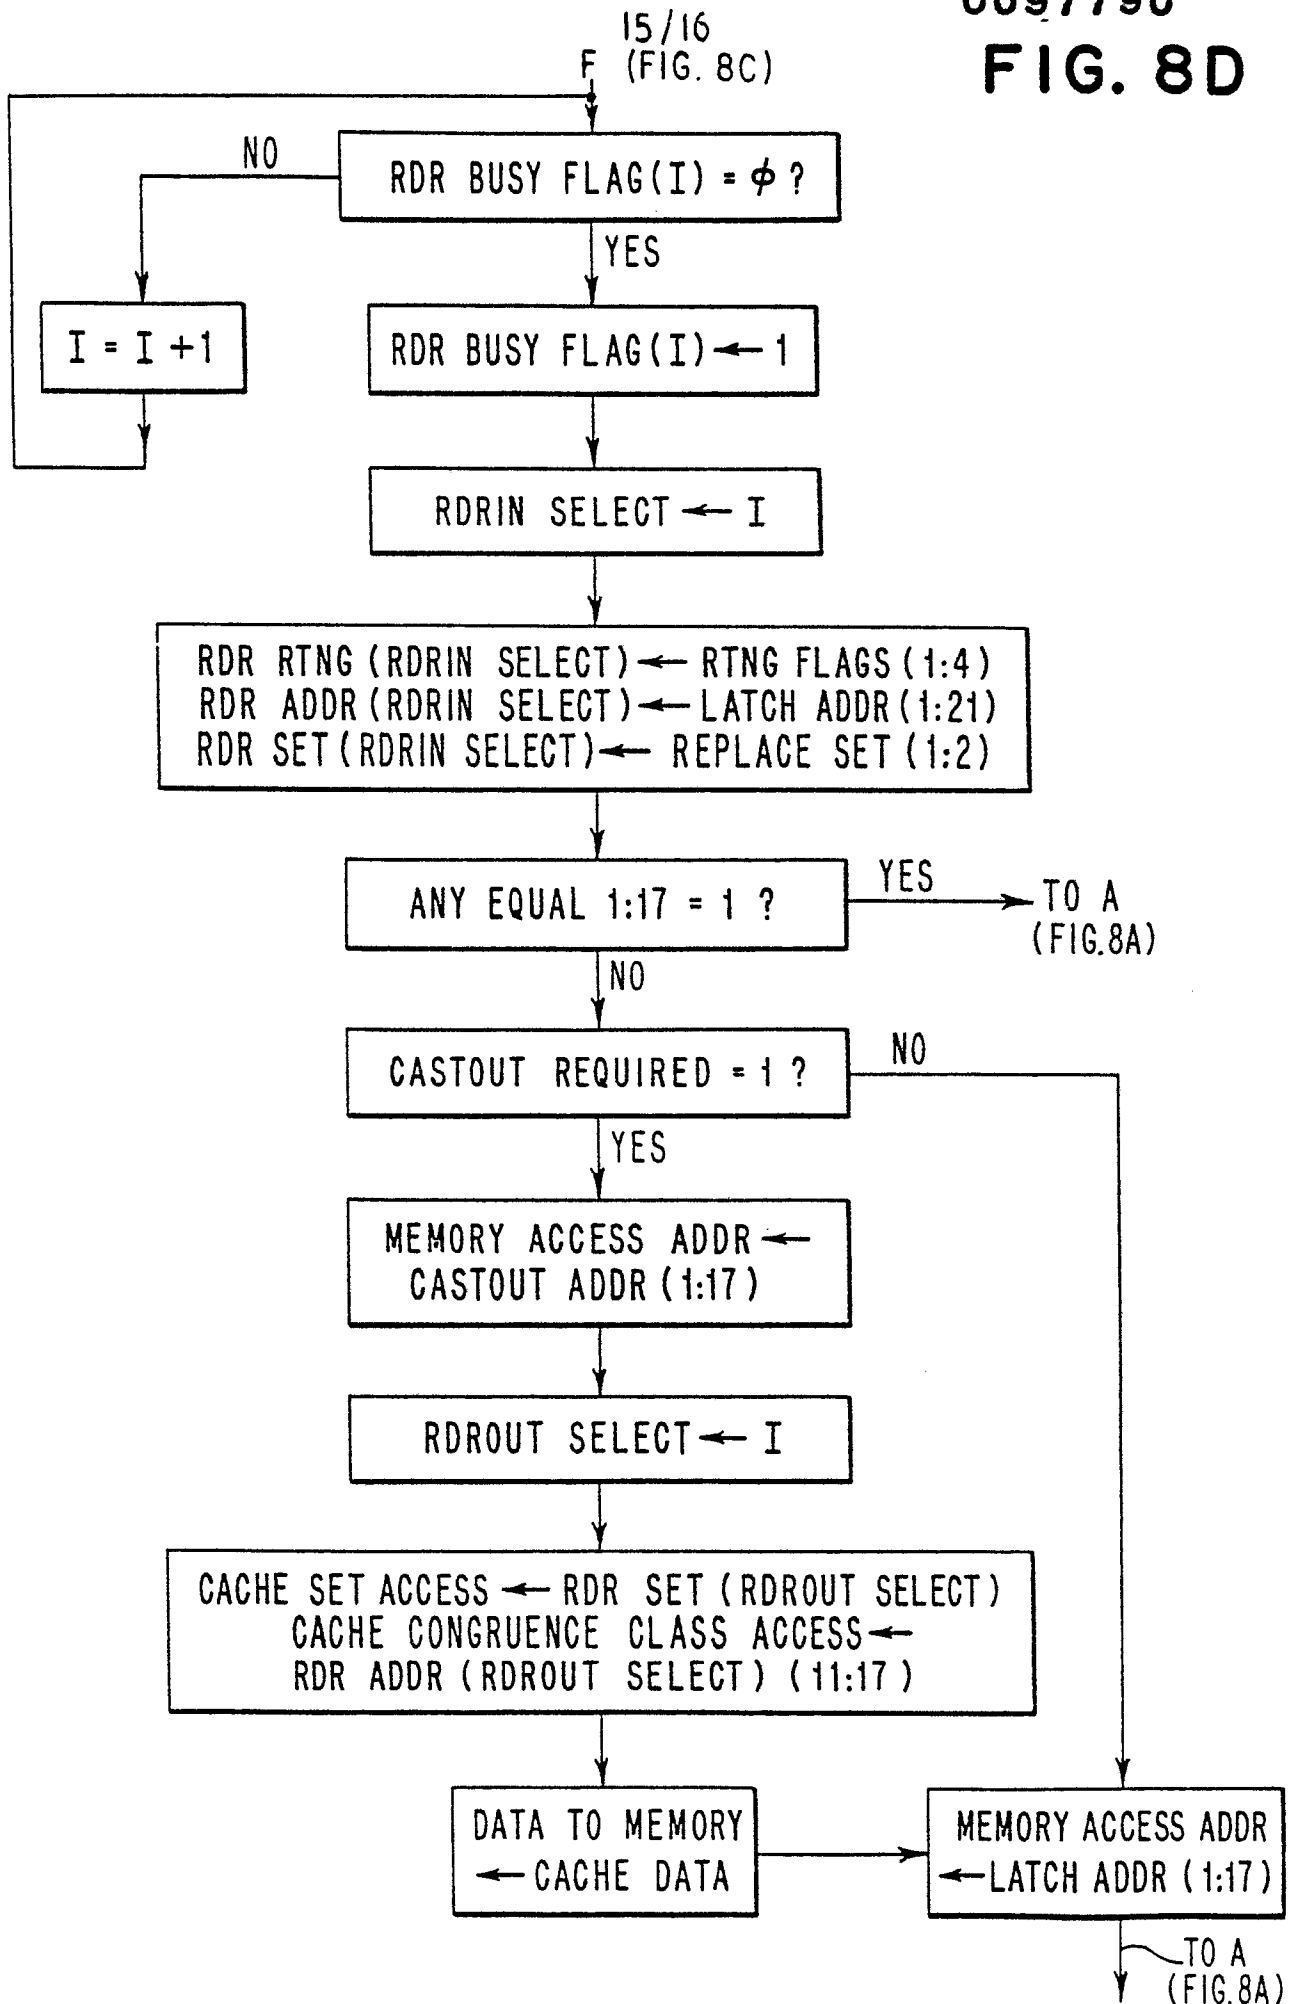 15/16
F (FIG. 8C)
FIG. 8D
RDR BUSY FLAG(I) = ϕ ?
NO
YES
I = I +1
RDR BUSY FLAG(I) ← 1
RDRIN SELECT ← I
RDR RTNG (RDRIN SELECT) ← RTNG FLAGS (1:4)
RDR ADDR (RDRIN SELECT) ← LATCH ADDR (1:21)
RDR SET (RDRIN SELECT) ← REPLACE SET (1:2)
ANY EQUAL 1:17 = 1 ?
YES
TO A
(FIG.8A)
NO
CASTOUT REQUIRED = 1 ?
NO
YES
MEMORY ACCESS ADDR ←
CASTOUT ADDR (1:17)
RDROUT SELECT ← I
CACHE SET ACCESS ← RDR SET (RDROUT SELECT)
CACHE CONGRUENCE CLASS ACCESS ←
RDR ADDR (RDROUT SELECT) (11:17)
DATA TO MEMORY
← CACHE DATA
MEMORY ACCESS ADDR
← LATCH ADDR (1:17)
TO A
(FIG.8A)